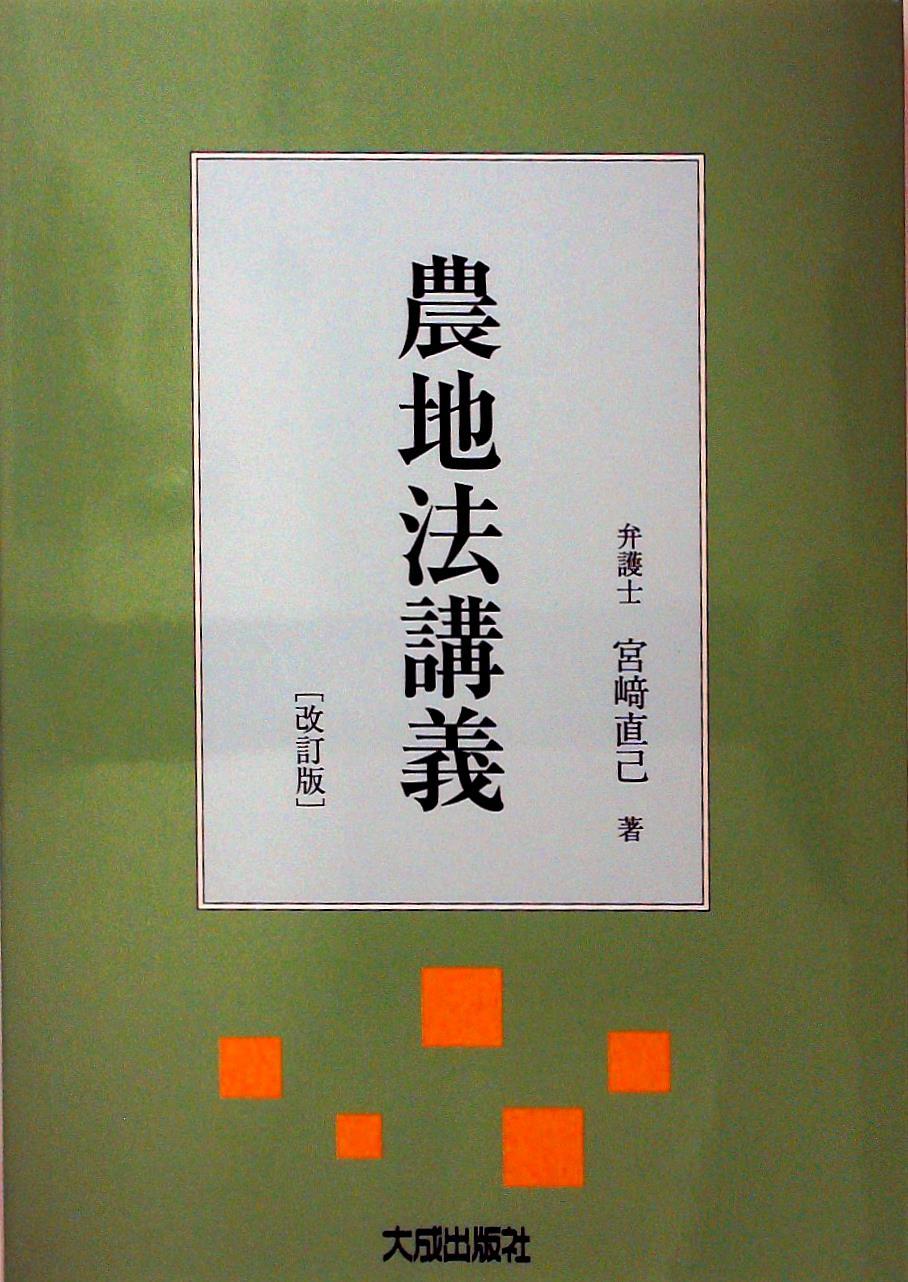 弁護士　宮﨑直己　著
農地法講義
［改訂版］
大成出版社